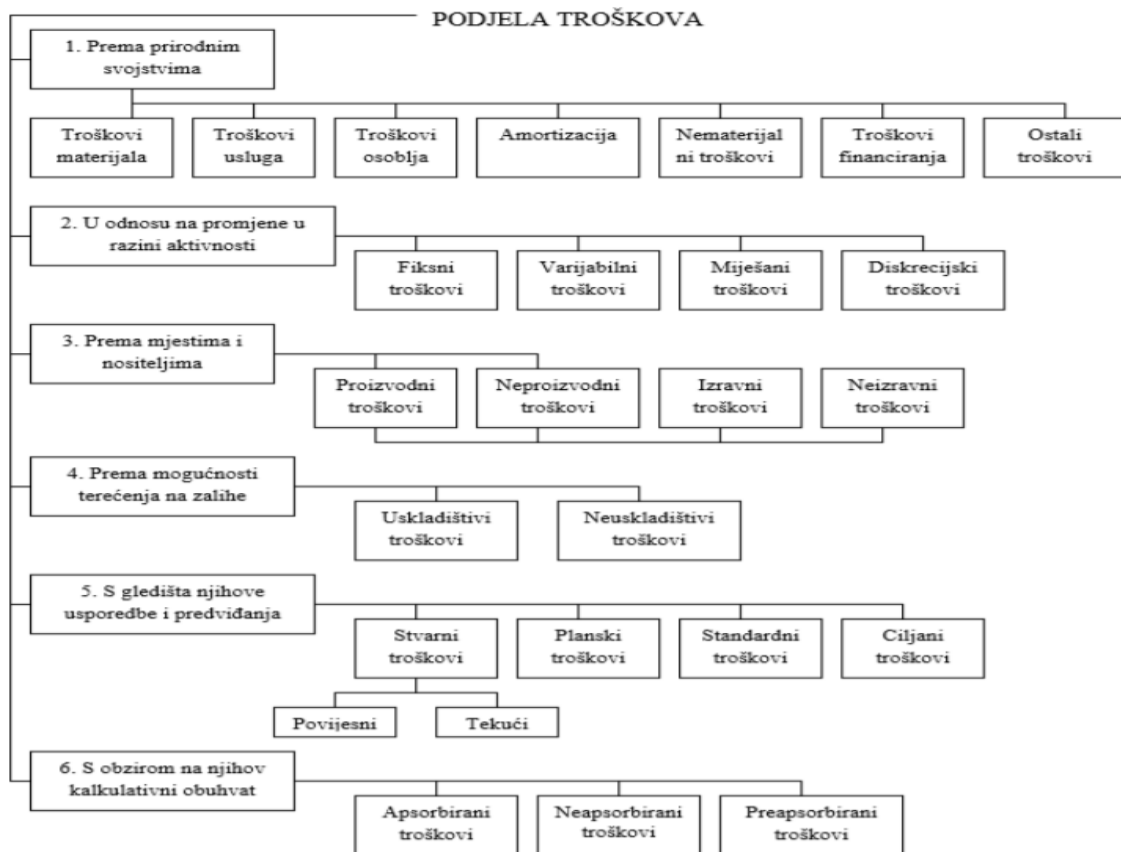 PODJELA TROŠKOVA
1. Prema prirodnim
svojstvima
Troškovi
materijala
Troškovi
usluga
Troškovi
osoblja
Amortizacija
Nematerijal
ni troškovi
Troškovi
financiranja
Ostali
troškovi
2. U odnosu na promjene u
razini aktivnosti
Fiksni
troškovi
Varijabilni
troškovi
Miješani
troškovi
Diskrecijski
troškovi
3. Prema mjestima i
nositeljima
Proizvodni
troškovi
Neproizvodni
troškovi
Izravni
troškovi
Neizravni
troškovi
4. Prema mogućnosti
terećenja na zalihe
Uskladištivi
troškovi
Neuskladištivi
troškovi
5. S gledišta njihove
usporedbe i predviđanja
Stvarni
troškovi
Planski
troškovi
Standardni
troškovi
Ciljani
troškovi
Povijesni
Tekući
6. S obzirom na njihov
kalkulativni obuhvat
Apsorbirani
troškovi
Neapsorbirani
troškovi
Preapsorbirani
troškovi